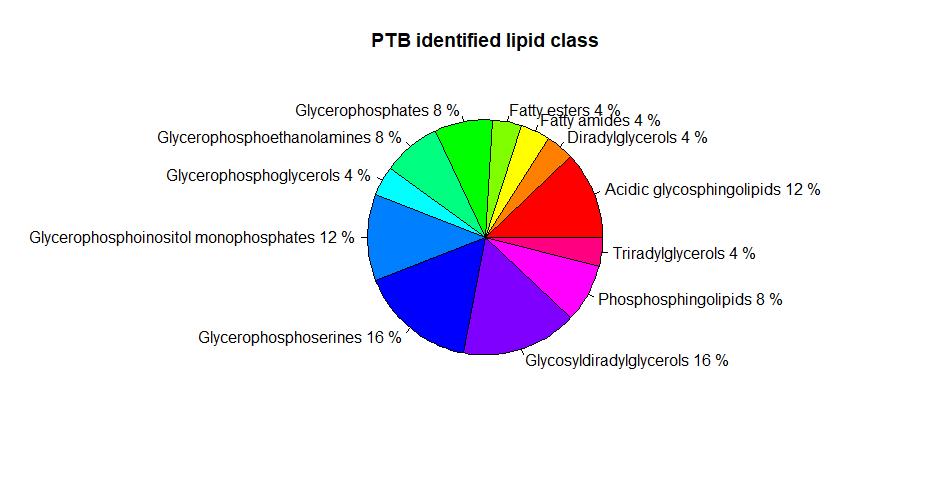 PTB identified lipid class
Glycerophosphates 8 %
Fatty esters 4 %
Fatty amides 4 %
Glycerophosphoethanolamines 8 %
Diradylglycerols 4 %
Glycerophosphoglycerols 4 %
Acidic glycosphingolipids 12 %
Glycerophosphoinositol monophosphates 12 %
Triradylglycerols 4 %
Phosphosphingolipids 8 %
Glycerophosphoserines 16 %
Glycosyldiradylglycerols 16 %